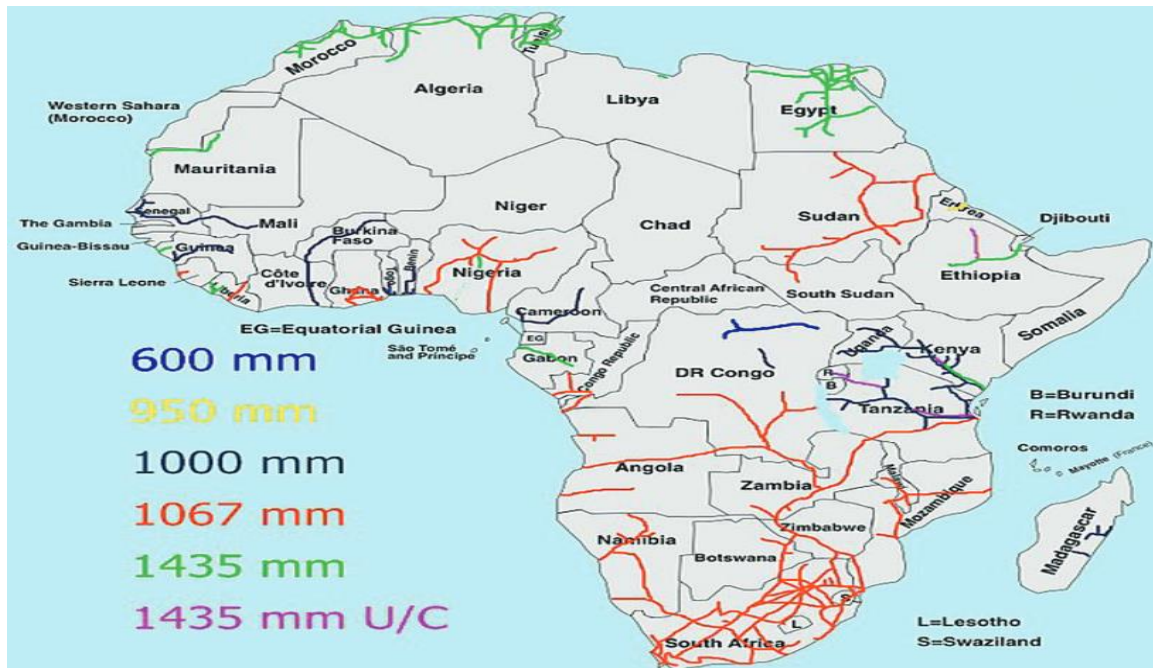 Morocco
Tunisi
Algeria
Libya
Egypt
Western Sahara
(Morocco)
Mauritania
Mali
Niger
Chad
Sudan
Eritrea
Djibouti
The Gambia
Senegal
Guinea-Bissau
Guinea
Burkina
Faso
Benin
Togo
Nigeria
Ethiopia
Sierra Leone
Liberia
Côte
d'Ivoire
Ghana
Central African
Republic
South Sudan
Somalia
Cameroon
EG=Equatorial Guinea
EG
São Tomé
and Príncipe
Gabon
Congo Republic
DR Congo
Uganda
Kenya
R
B
Tanzania
B=Burundi
R=Rwanda
600 mm
950 mm
1000 mm
1067 mm
1435 mm
1435 mm U/C
Comoros
Mayotte (France)
Angola
Zambia
Malawi
Mozambique
Zimbabwe
Madagascar
Namibia
Botswana
S
L
South Africa
L=Lesotho
S=Swaziland